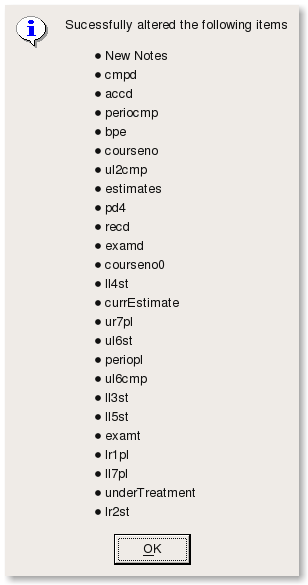 Sucessfully altered the following items
• New Notes
• cmpd
• accd
• periocmp
• bpe
• courseno
• ul2cmp
• estimates
• pd4
• recd
• examd
• courseno0
• ll4st
• currEstimate
• ur7pl
• ul6st
• periopl
• ul6cmp
• ll3st
• ll5st
• examt
• lr1pl
• ll7pl
• underTreatment
• lr2st
OK